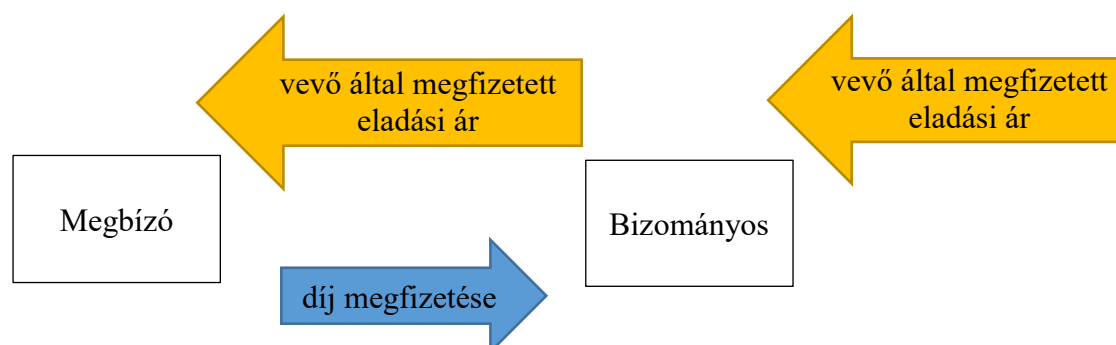 vevő által megfizetett
eladási ár
vevő által megfizetett
eladási ár
Megbízó
Bizományos
díj megfizetése